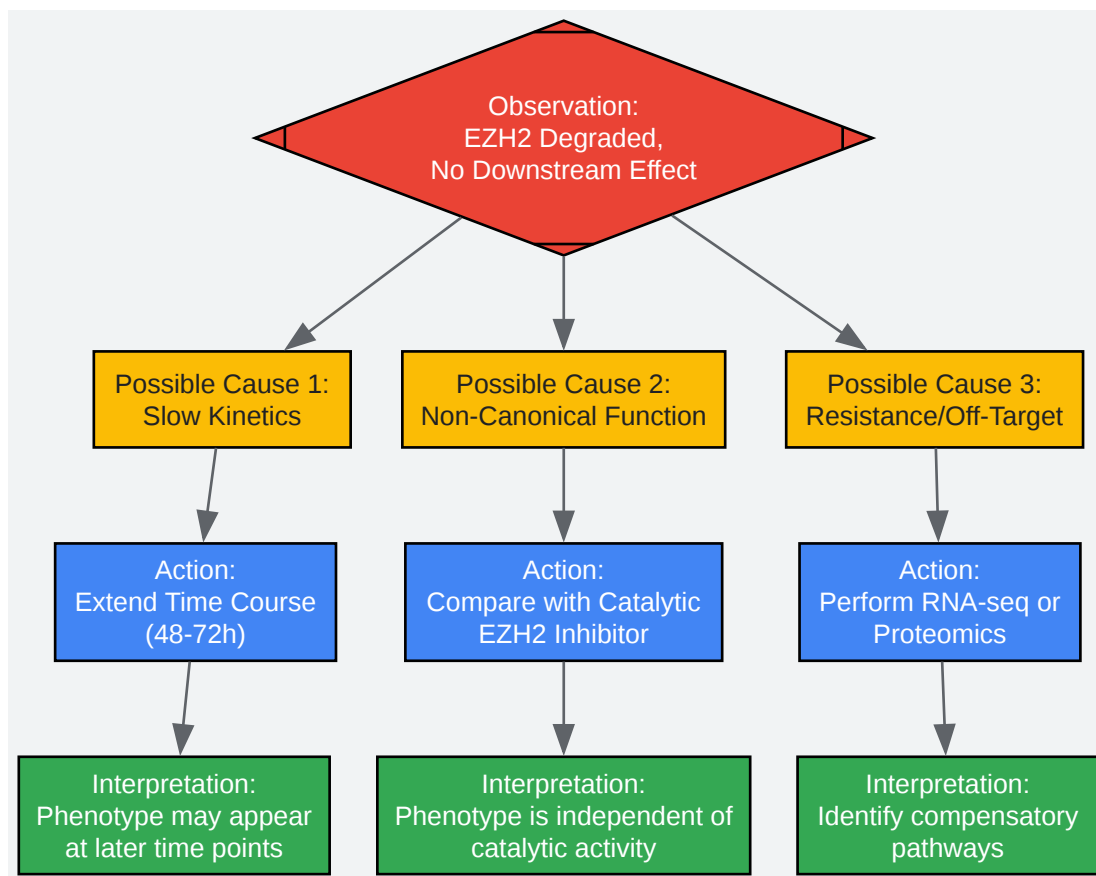 Observation:
EZH2 Degraded,
No Downstream Effect
Possible Cause 1:
Slow Kinetics
Possible Cause 2:
Non-Canonical Function
Possible Cause 3:
Resistance/Off-Target
Action:
Extend Time Course
(48-72h)
Action:
Compare with Catalytic
EZH2 Inhibitor
Action:
Perform RNA-seq or
Proteomics
Interpretation:
Phenotype may appear
at later time points
Interpretation:
Phenotype is independent of
catalytic activity
Interpretation:
Identify compensatory
pathways